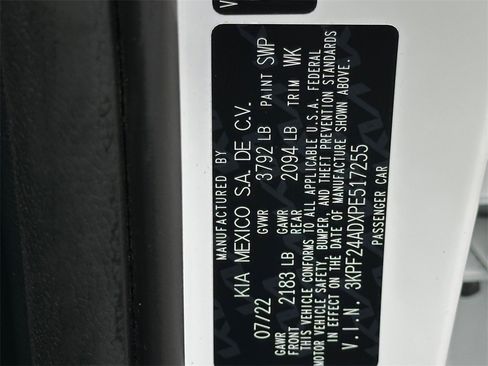 MANUFACTURED BY
KIA MEXICO S.A. DE C.V.
07/22 GVWR 3792 LB PAINT SWP
GAWR FRONT 2183 LB GAWR REAR 2094 LB TRIM WK
THIS VEHICLE CONFORMS TO ALL APPLICABLE U.S.A. FEDERAL
MOTOR VEHICLE SAFETY, BUMPER, AND THEFT PREVENTION STANDARDS
IN EFFECT ON THE DATE OF MANUFACTURE SHOWN ABOVE.
V.I.N. 3KPF24ADXPE517255
PASSENGER CAR